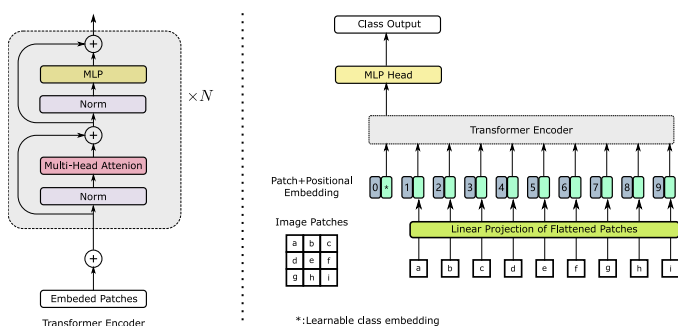 +
MLP
Norm
×N
+
Multi-Head Attenion
Norm
+
Embeded Patches
Transformer Encoder
Class Output
MLP Head
Transformer Encoder
Patch+Positional
Embedding
0 * 1 2 3 4 5 6 7 8 9
Image Patches
Linear Projection of Flattened Patches
a b c
d e f
g h i
a b c d e f g h i
*:Learnable class embedding